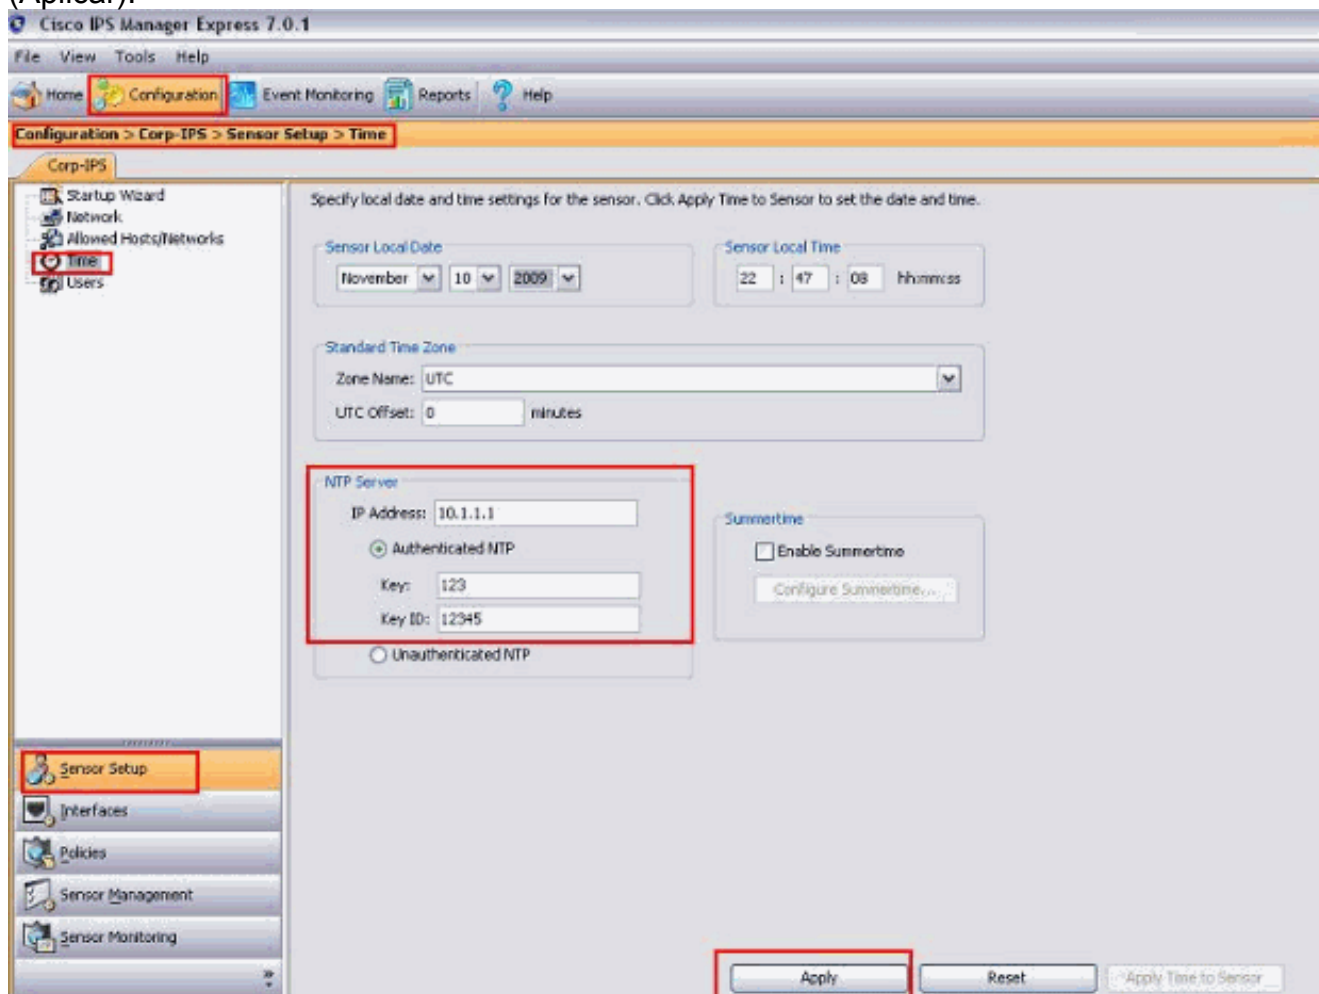 (Aplicar).
Cisco IPS Manager Express 7.0.1
File View Tools Help
Home Configuration Event Monitoring Reports Help
Configuration > Corp-IPS > Sensor Setup > Time
Corp-IPS
Startup Wizard
Network
Allowed Hosts/Networks
Time
Users
Specify local date and time settings for the sensor. Click Apply Time to Sensor to set the date and time.
Sensor Local Date
November 10 2009
Sensor Local Time
22 : 47 : 08 hh:mm:ss
Standard Time Zone
Zone Name: UTC
UTC Offset: 0 minutes
NTP Server
IP Address: 10.1.1.1
Authenticated NTP
Key: 123
Key ID: 12345
Unauthenticated NTP
Summertime
Enable Summertime
Configure Summertime...
Sensor Setup
Interfaces
Policies
Sensor Management
Sensor Monitoring
Apply Reset Apply Time to Sensor